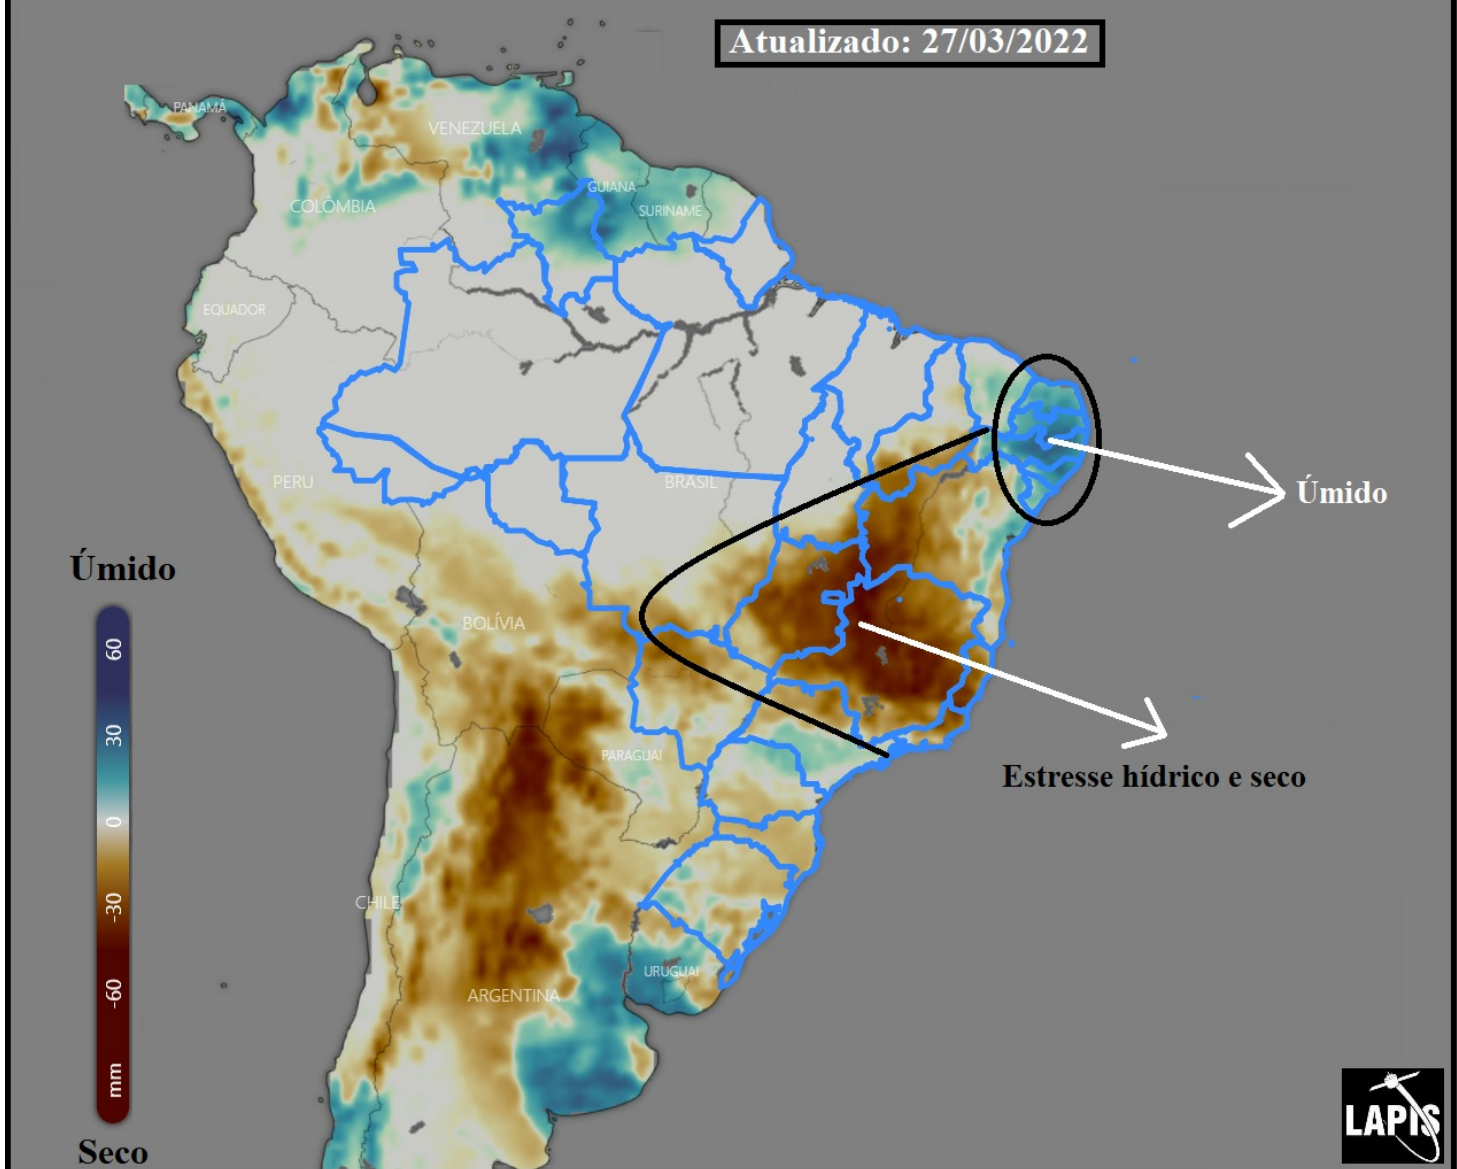 Atualizado: 27/03/2022
PANAMÁ
VENEZUELA
GUIANA
COLÔMBIA
SURINAME
EQUADOR
PERU
BRASIL
Úmido
Úmido
BOLÍVIA
60
30
0
-30
-60
mm
Seco
PARAGUAI
Estresse hídrico e seco
CHILE
URUGUAI
ARGENTINA
LAPIS